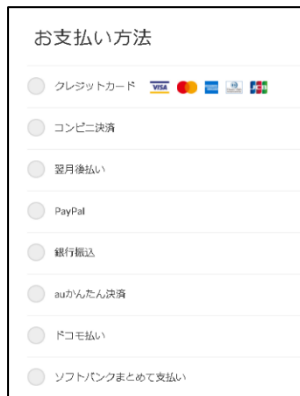 お支払い方法
クレジットカード VISA JCB
コンビニ決済
翌月後払い
PayPal
銀行振込
auかんたん決済
ドコモ払い
ソフトバンクまとめて支払い